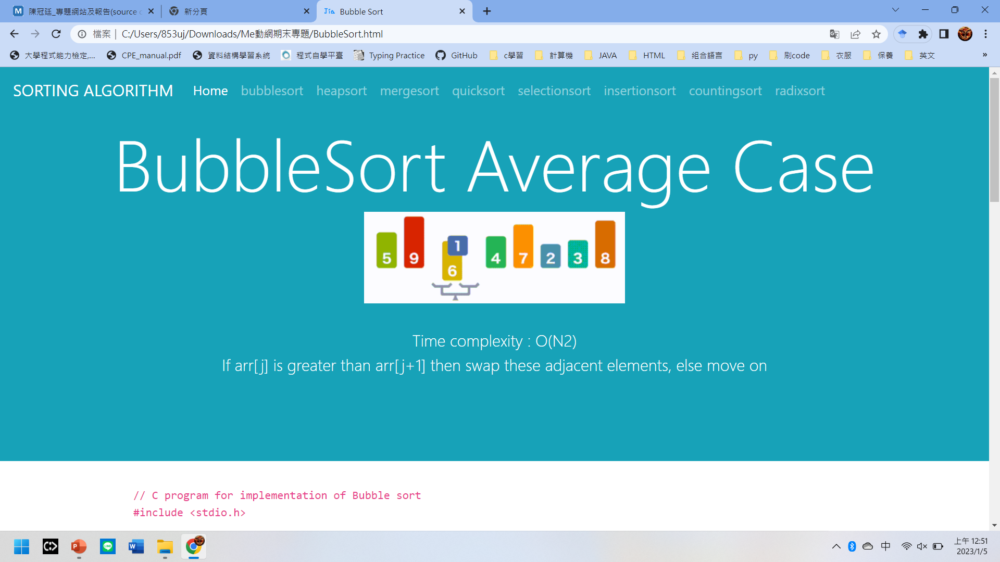 陳冠廷_專題網站及報告(source c
新分頁
Jia Bubble Sort
檔案 | C:/Users/853uj/Downloads/Me動網期末專題/BubbleSort.html
大學程式能力檢定,... CPE_manual.pdf 資料結構學習系統 程式自學平臺 Typing Practice GitHub c學習 計算機 JAVA HTML 組合語言 py 刷code 衣服 保養 英文 »
SORTING ALGORITHM Home bubblesort heapsort mergesort quicksort selectionsort insertionsort countingsort radixsort
BubbleSort Average Case
5 9 6 1 4 7 2 3 8
Time complexity : O(N2)
If arr[j] is greater than arr[j+1] then swap these adjacent elements, else move on
// C program for implementation of Bubble sort
#include <stdio.h>
中 上午 12:51
2023/1/5